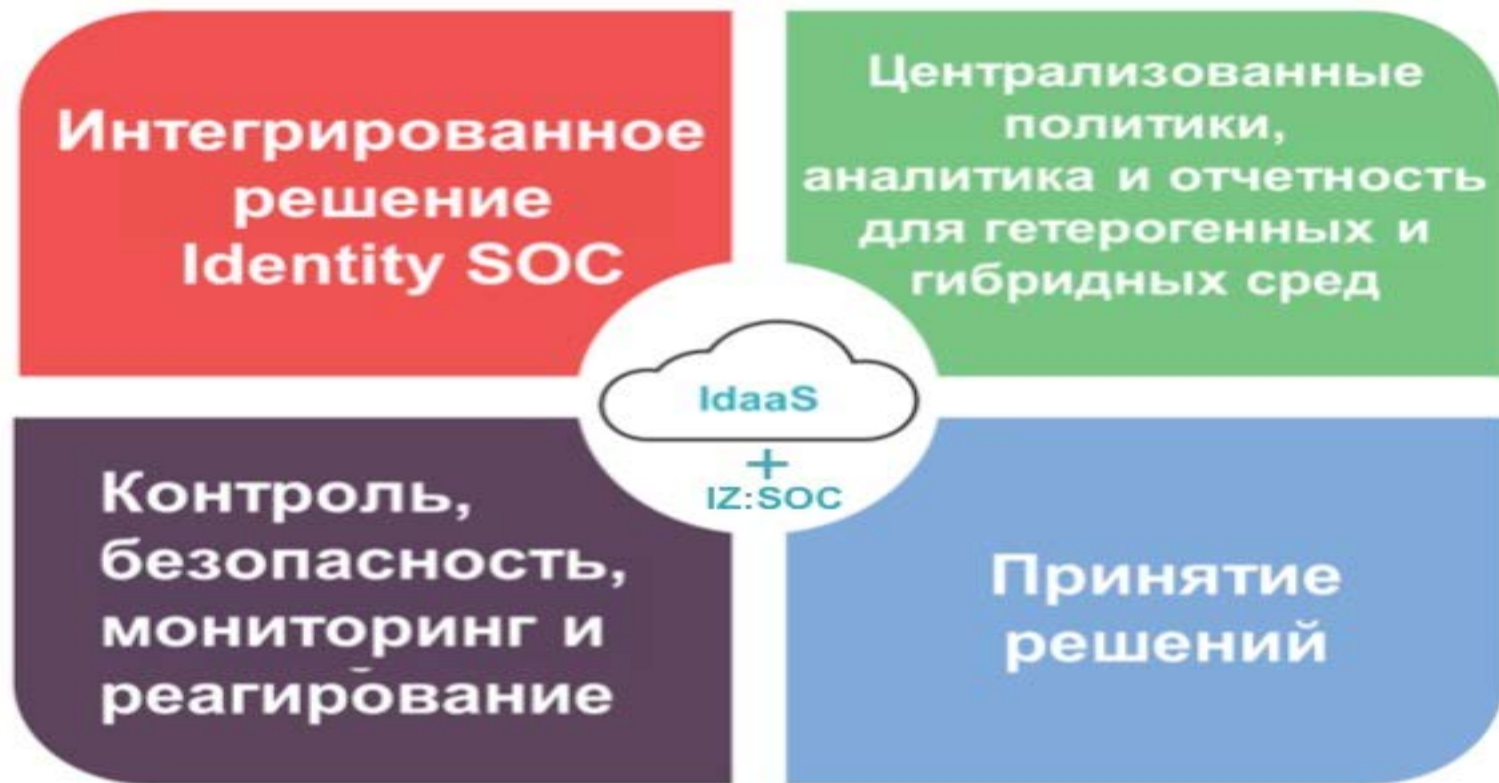 Интегрированное
решение
Identity SOC
Централизованные
политики,
аналитика и отчетность
для гетерогенных и
гибридных сред
IdaaS
+
IZ:SOC
Контроль,
безопасность,
мониторинг и
реагирование
Принятие
решений